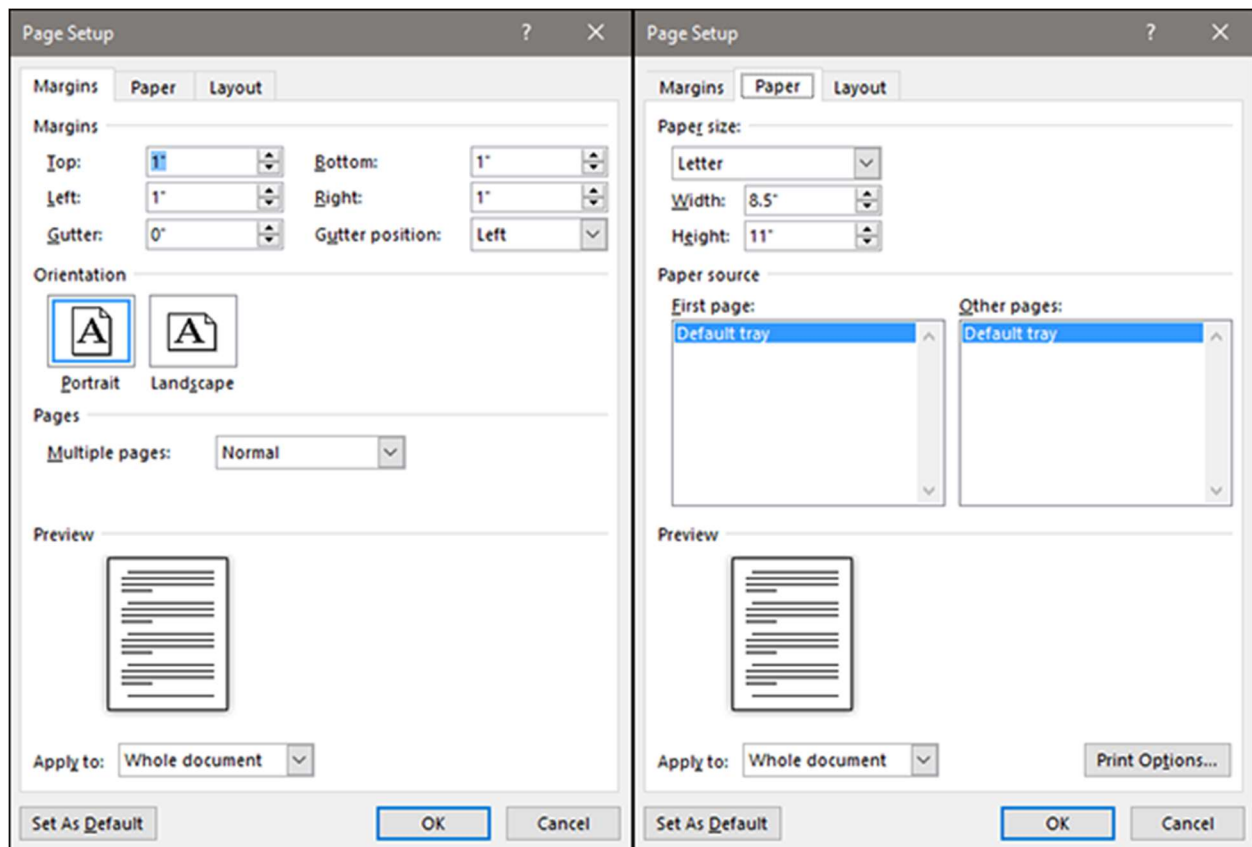 Page Setup ? ×
Margins Paper Layout
Margins
Top: 1" Bottom: 1"
Left: 1" Right: 1"
Gutter: 0" Gutter position: Left
Orientation
A A
Portrait Landscape
Pages
Multiple pages: Normal
Preview
Apply to: Whole document
Set As Default OK Cancel
Page Setup ? ×
Margins Paper Layout
Paper size:
Letter
Width: 8.5"
Height: 11"
Paper source
First page: Other pages:
Default tray Default tray
Preview
Apply to: Whole document Print Options...
Set As Default OK Cancel